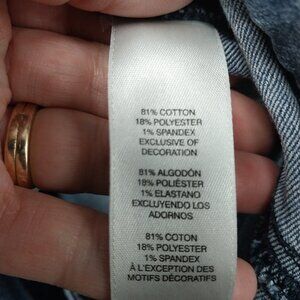 81% COTTON
18% POLYESTER
1% SPANDEX
EXCLUSIVE OF
DECORATION
81% ALGODÓN
18% POLIÉSTER
1% ELASTANO
EXCLUYENDO LOS
ADORNOS
81% COTON
18% POLYESTER
1% SPANDEX
À L'EXCEPTION DES
MOTIFS DÉCORATIFS